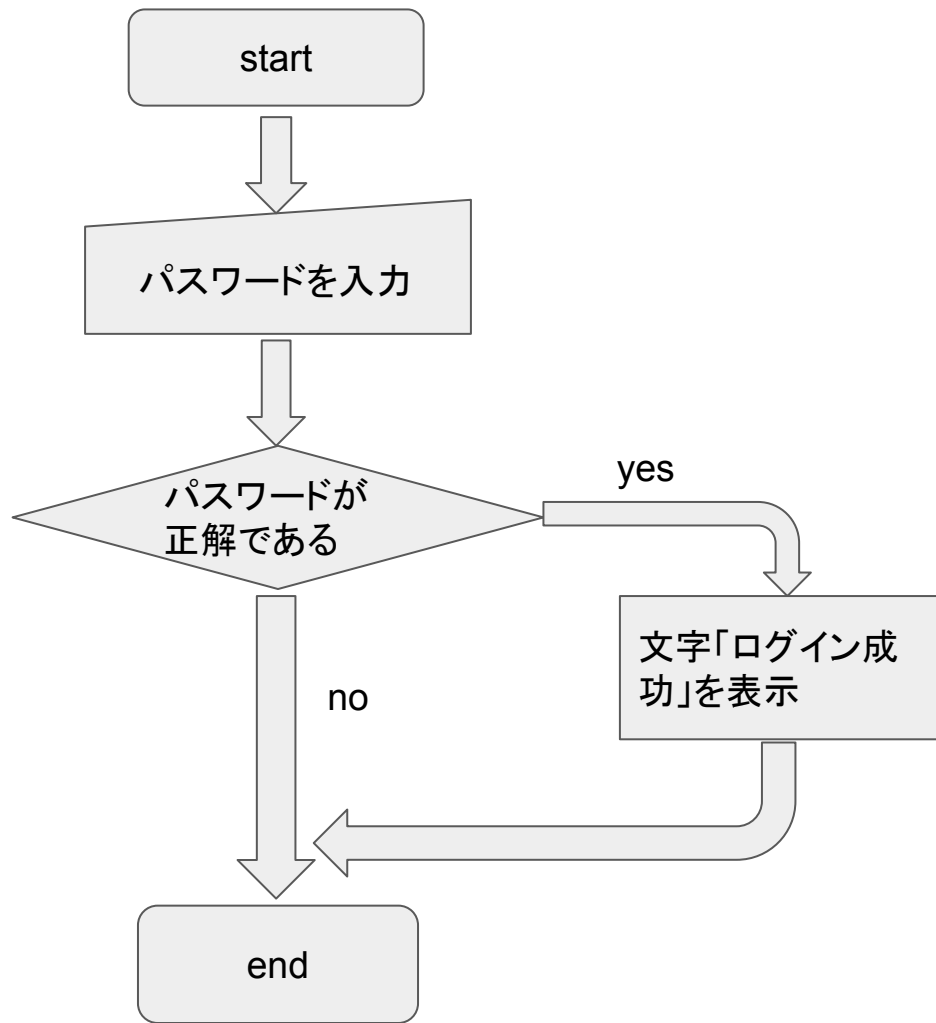 start
パスワードを入力
パスワードが
正解である
yes
文字「ログイン成
功」を表示
no
end